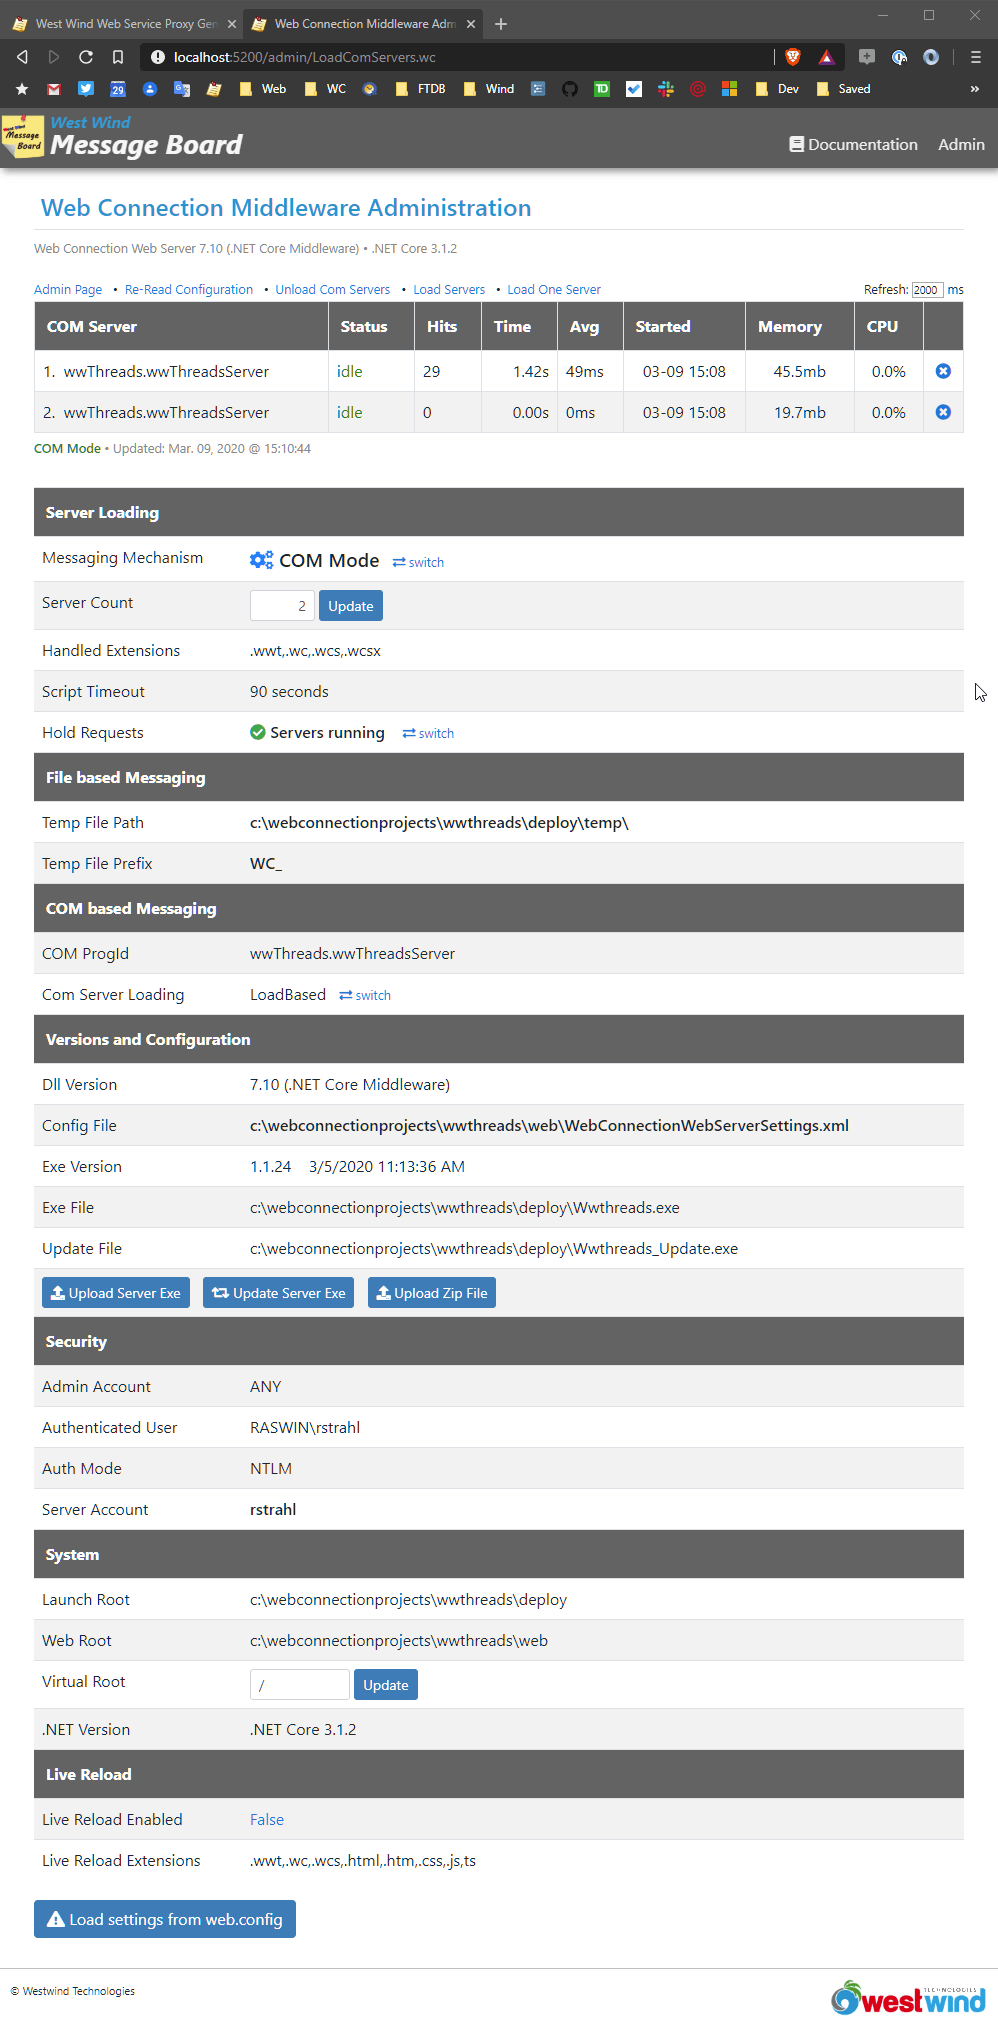 West Wind Web Service Proxy Gen
Web Connection Middleware Adm
localhost:5200/admin/LoadComServers.wc
29 Web WC FTDB Wind TD Dev Saved »
West Wind
Message Board
West Wind
Message
Board
Documentation Admin
Web Connection Middleware Administration
Web Connection Web Server 7.10 (.NET Core Middleware) • .NET Core 3.1.2
Admin Page • Re-Read Configuration • Unload Com Servers • Load Servers • Load One Server Refresh: 2000 ms
COM Server Status Hits Time Avg Started Memory CPU
1. wwThreads.wwThreadsServer idle 29 1.42s 49ms 03-09 15:08 45.5mb 0.0%
2. wwThreads.wwThreadsServer idle 0 0.00s 0ms 03-09 15:08 19.7mb 0.0%
COM Mode • Updated: Mar. 09, 2020 @ 15:10:44
Server Loading
Messaging Mechanism COM Mode switch
Server Count 2 Update
Handled Extensions .wwt,.wc,.wcs,.wcsx
Script Timeout 90 seconds
Hold Requests Servers running switch
File based Messaging
Temp File Path c:\webconnectionprojects\wwthreads\deploy\temp\
Temp File Prefix WC_
COM based Messaging
COM ProgId wwThreads.wwThreadsServer
Com Server Loading LoadBased switch
Versions and Configuration
Dll Version 7.10 (.NET Core Middleware)
Config File c:\webconnectionprojects\wwthreads\web\WebConnectionWebServerSettings.xml
Exe Version 1.1.24 3/5/2020 11:13:36 AM
Exe File c:\webconnectionprojects\wwthreads\deploy\Wwthreads.exe
Update File c:\webconnectionprojects\wwthreads\deploy\Wwthreads_Update.exe
Upload Server Exe Update Server Exe Upload Zip File
Security
Admin Account ANY
Authenticated User RASWIN\rstrahl
Auth Mode NTLM
Server Account rstrahl
System
Launch Root c:\webconnectionprojects\wwthreads\deploy
Web Root c:\webconnectionprojects\wwthreads\web
Virtual Root / Update
.NET Version .NET Core 3.1.2
Live Reload
Live Reload Enabled False
Live Reload Extensions .wwt,.wc,.wcs,.html,.htm,.css,.js,ts
Load settings from web.config
© Westwind Technologies
TECHNOLOGIES
westwind